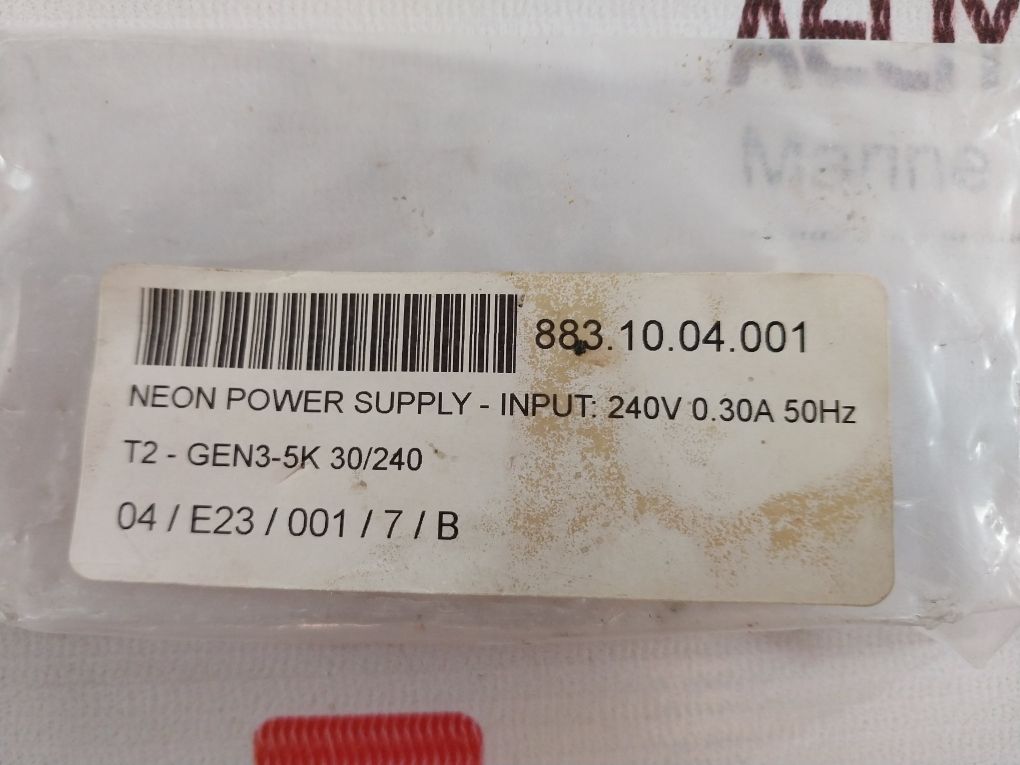 Marine
883.10.04.001
NEON POWER SUPPLY - INPUT: 240V 0.30A 50Hz
T2 - GEN3-5K 30/240
04 / E23 / 001 / 7 / B